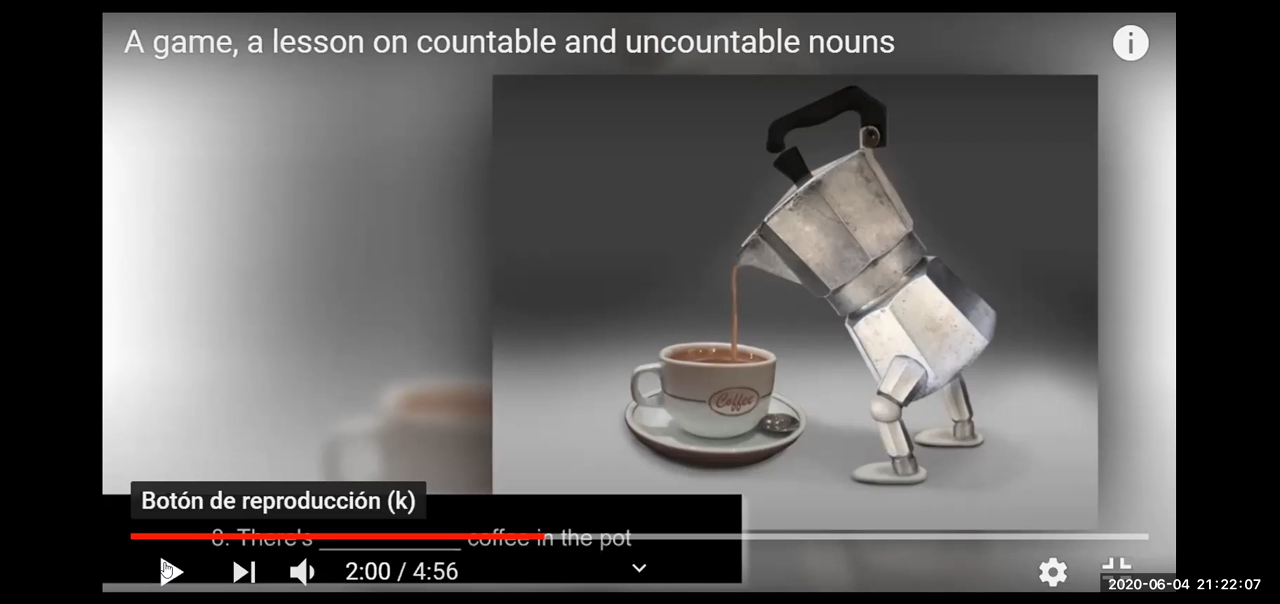 A game, a lesson on countable and uncountable nouns
i
Coffee
Botón de reproducción (k)
8. There's ____________ coffee in the pot
2:00 / 4:56
2020-06-04 21:22:07